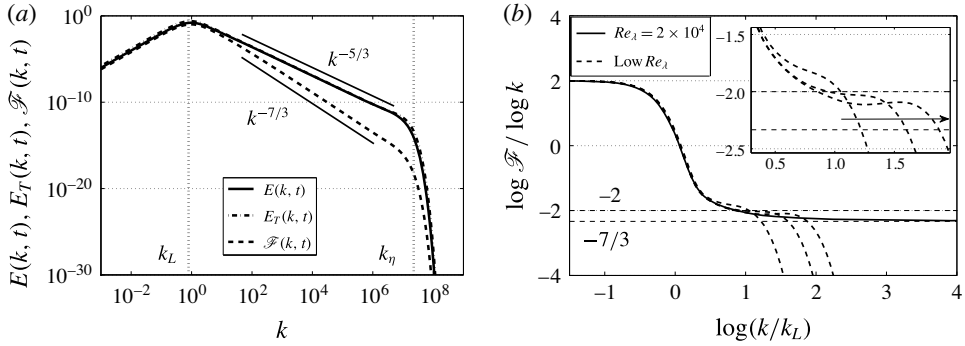 (a)
10^0
10^−10
10^−20
10^−30
E(k, t), E_T(k, t), ℱ(k, t)
k^−5/3
k^−7/3
E(k, t)
E_T(k, t)
ℱ(k, t)
k_L
k_η
10^−2 10^0 10^2 10^4 10^6 10^8
k
(b)
4
2
0
−2
−4
log ℱ / log k
Re_λ = 2 × 10^4
Low Re_λ
−1.5
−2.0
−2.5
0.5 1.0 1.5
−2
−7/3
−1 0 1 2 3 4
log(k/k_L)